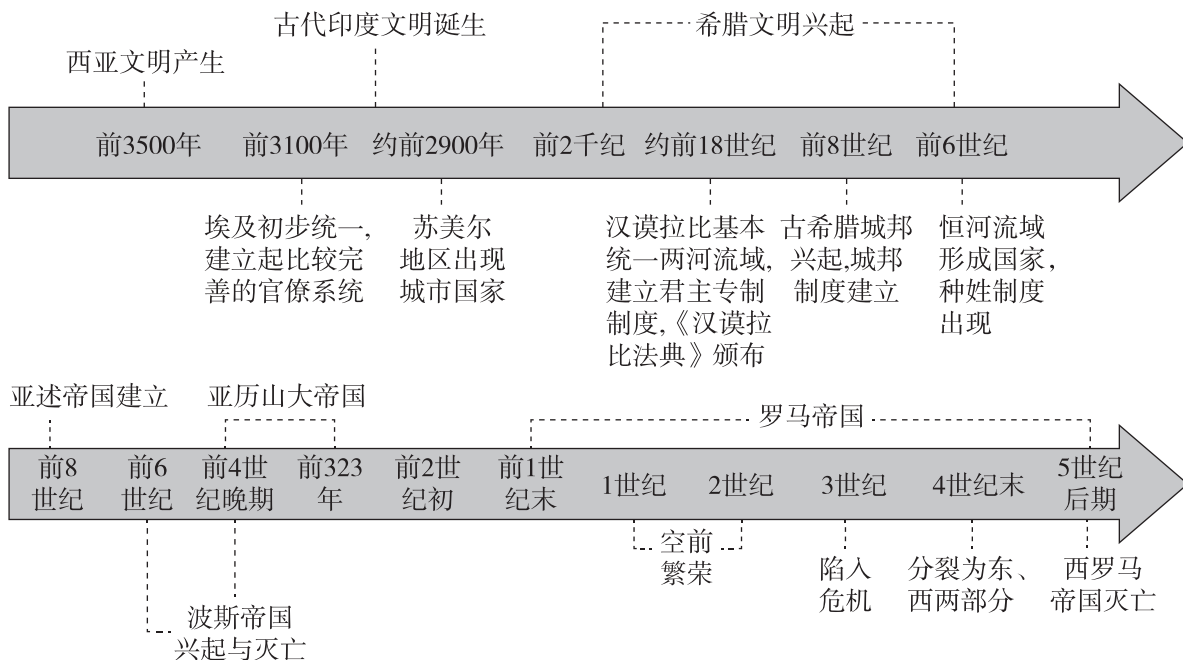 古代印度文明诞生
希腊文明兴起
西亚文明产生
前3500年 前3100年 约前2900年 前2千纪 约前18世纪 前8世纪 前6世纪
埃及初步统一,
建立起比较完
善的官僚系统
苏美尔
地区出现
城市国家
汉谟拉比基本
统一两河流域,
建立君主专制
制度,《汉谟拉
比法典》颁布
古希腊城邦
兴起,城邦
制度建立
恒河流域
形成国家,
种姓制度
出现
亚述帝国建立
亚历山大帝国
罗马帝国
前8
世纪
前6
世纪
前4世
纪晚期
前323
年
前2世
纪初
前1世
纪末
1世纪
2世纪
3世纪
4世纪末
5世纪
后期
空前
繁荣
陷入
危机
分裂为东、
西两部分
西罗马
帝国灭亡
波斯帝国
兴起与灭亡